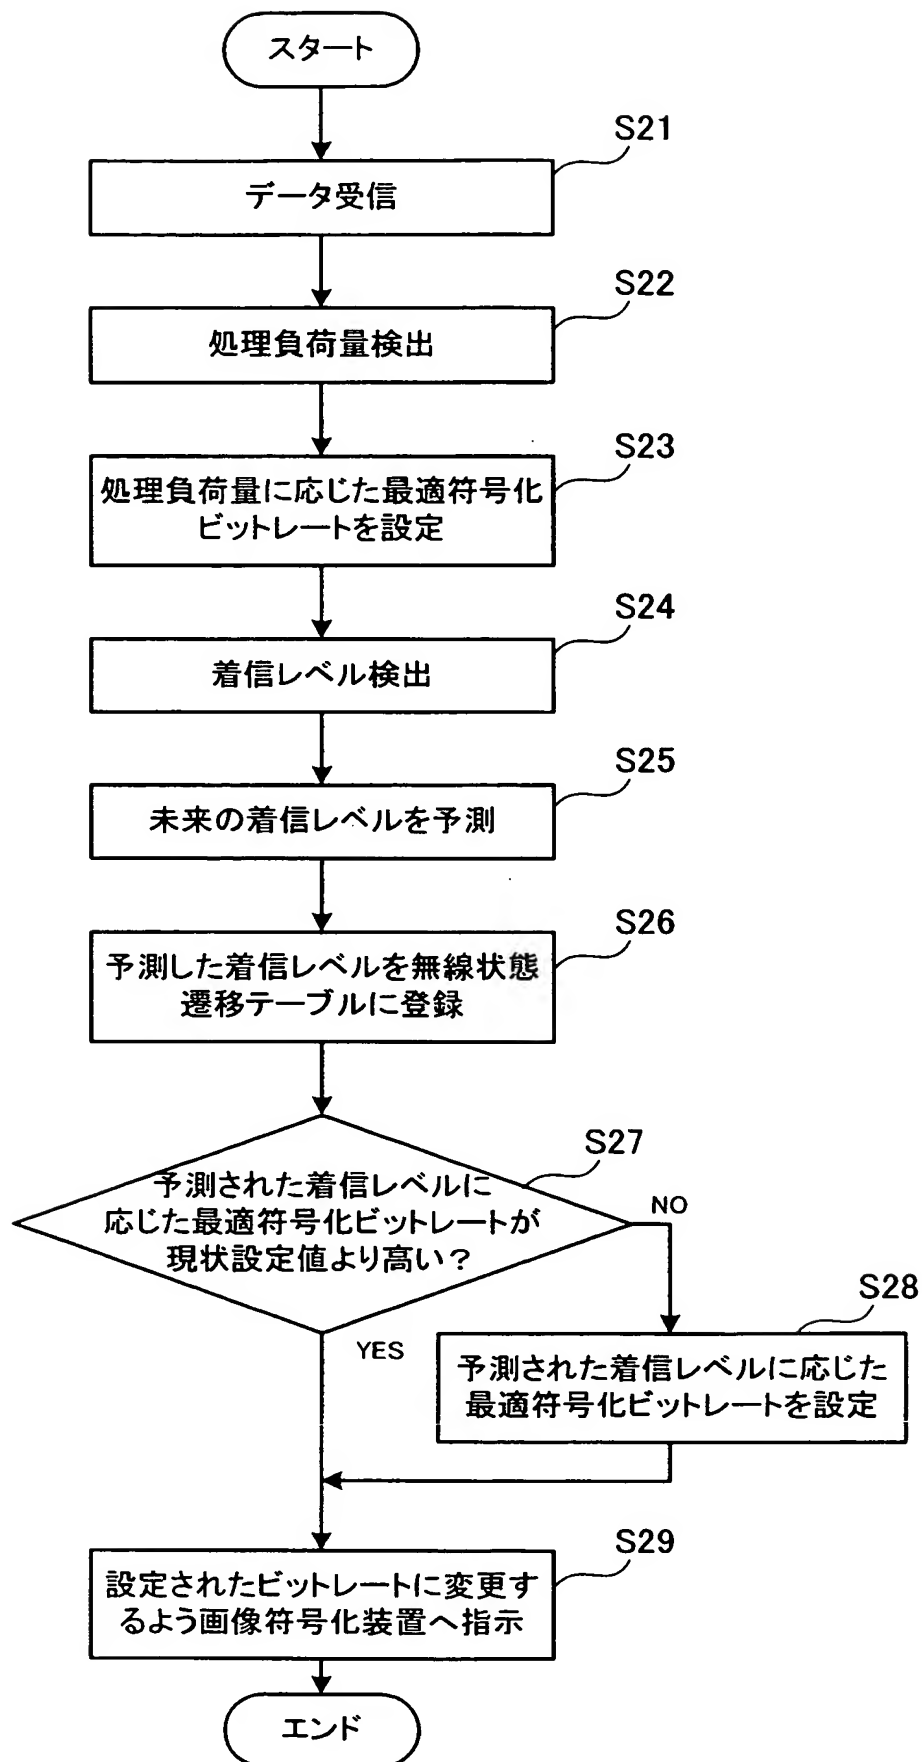 スタート
S21
データ受信
S22
処理負荷量検出
S23
処理負荷量に応じた最適符号化
ビットレートを設定
S24
着信レベル検出
S25
未来の着信レベルを予測
S26
予測した着信レベルを無線状態
遷移テーブルに登録
S27
予測された着信レベルに
応じた最適符号化ビットレートが
現状設定値より高い?
NO
YES
S28
予測された着信レベルに応じた
最適符号化ビットレートを設定
S29
設定されたビットレートに変更す
るよう画像符号化装置へ指示
エンド